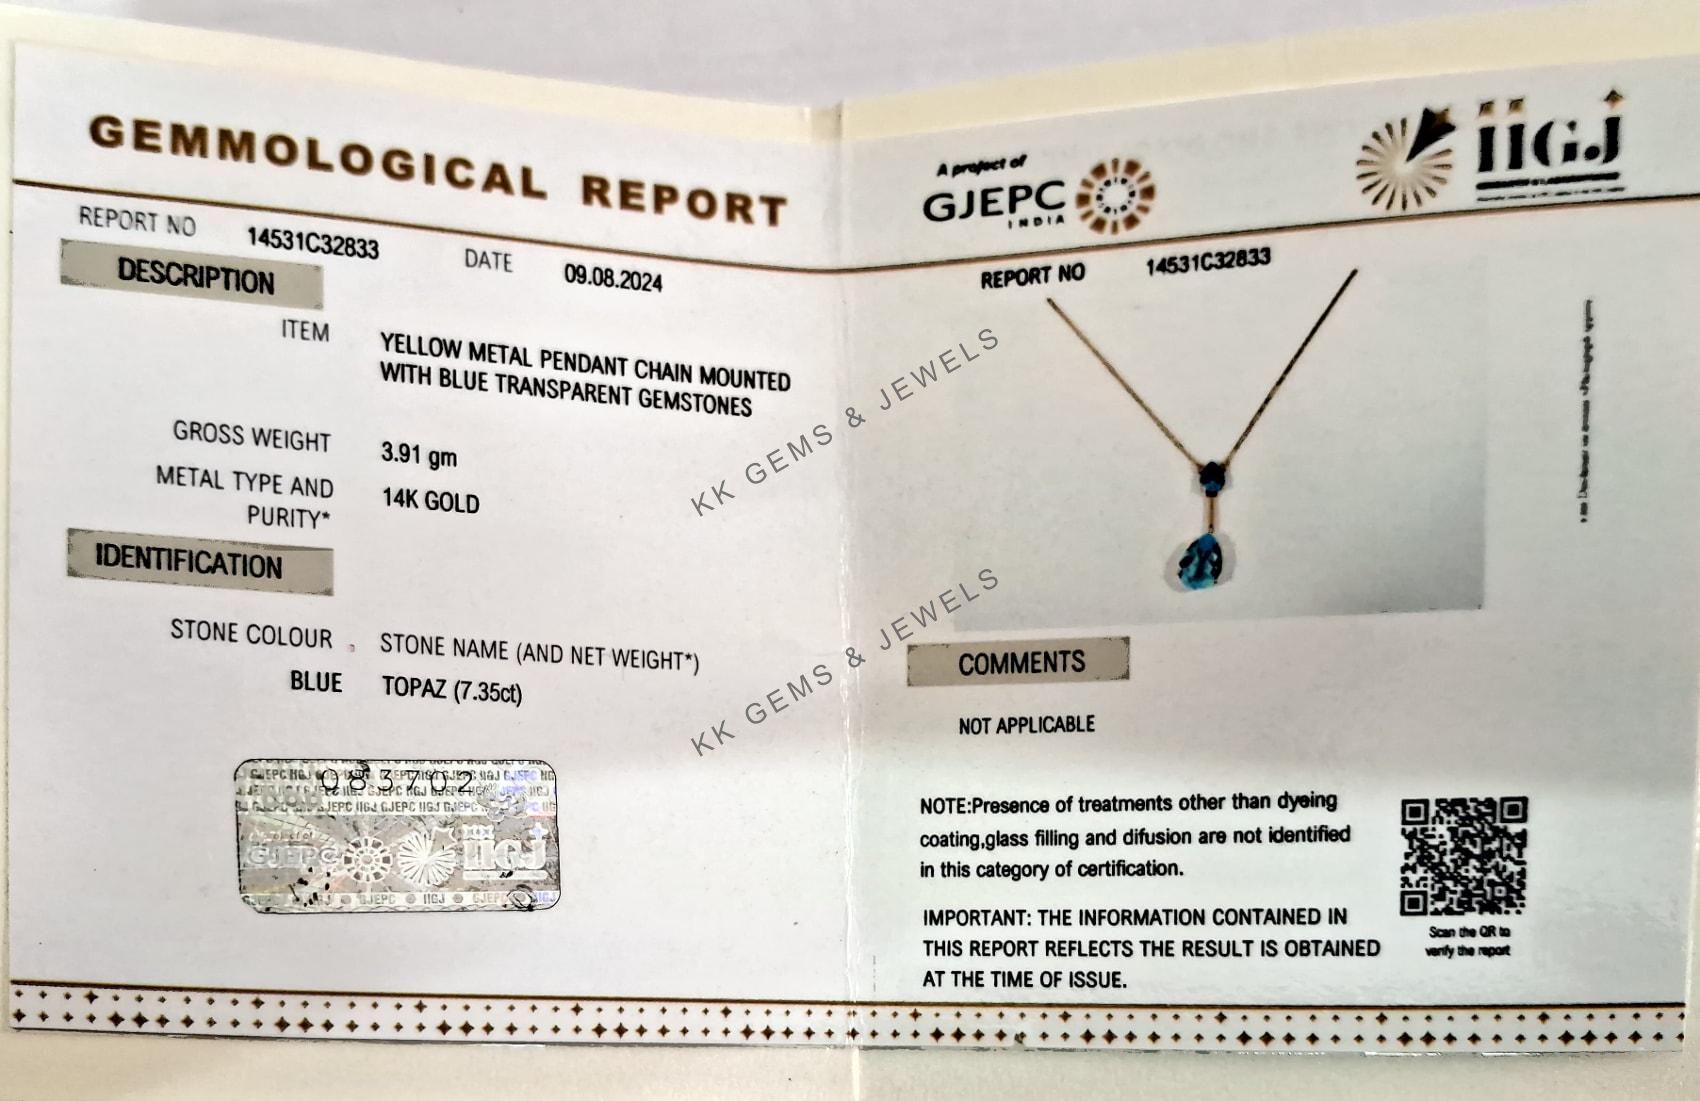 GEMMOLOGICAL REPORT
REPORT NO 14531C32833 DATE 09.08.2024
DESCRIPTION
ITEM YELLOW METAL PENDANT CHAIN MOUNTED
WITH BLUE TRANSPARENT GEMSTONES
GROSS WEIGHT 3.91 gm
METAL TYPE AND 14K GOLD
PURITY*
IDENTIFICATION
STONE COLOUR STONE NAME (AND NET WEIGHT*)
BLUE TOPAZ (7.35ct)
083702
GJEPC IIGJ
GJEPC IIGJ GJEPC
A project of
GJEPC
INDIA
IIGJ
REPORT NO 14531C32833
KK GEMS & JEWELS
KK GEMS & JEWELS
COMMENTS
NOT APPLICABLE
NOTE:Presence of treatments other than dyeing
coating,glass filling and difusion are not identified
in this category of certification.
IMPORTANT: THE INFORMATION CONTAINED IN
THIS REPORT REFLECTS THE RESULT IS OBTAINED
AT THE TIME OF ISSUE.
Scan the QR to
verify the report